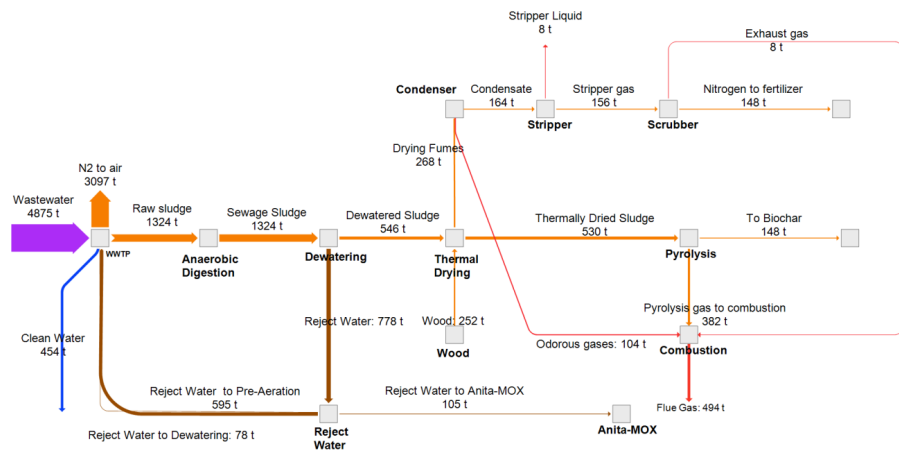 Stripper Liquid
8 t
Exhaust gas
8 t
Condenser
Condensate
164 t
Stripper gas
156 t
Nitrogen to fertilizer
148 t
Stripper
Scrubber
Drying Fumes
268 t
N2 to air
3097 t
Wastewater
4875 t
Raw sludge
1324 t
Sewage Sludge
1324 t
Dewatered Sludge
546 t
Thermally Dried Sludge
530 t
To Biochar
148 t
WWTP
Anaerobic
Digestion
Dewatering
Thermal
Drying
Pyrolysis
Pyrolysis gas to combustion
382 t
Reject Water: 778 t
Wood: 252 t
Wood
Clean Water
454 t
Odorous gases: 104 t
Combustion
Reject Water to Pre-Aeration
595 t
Reject Water to Anita-MOX
105 t
Flue Gas: 494 t
Reject Water to Dewatering: 78 t
Reject
Water
Anita-MOX